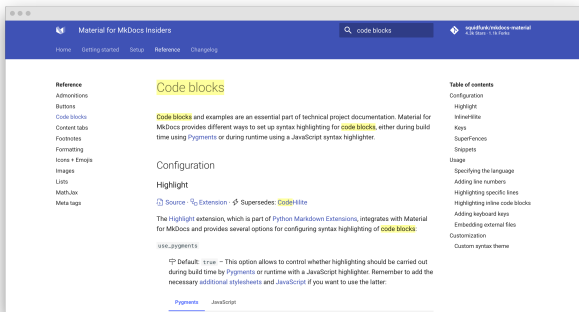 Material for MkDocs Insiders
code blocks
squidfunk/mkdocs-material
4.3k Stars · 1.1k Forks
Home Getting started Setup Reference Changelog
Reference
Admonitions
Buttons
Code blocks
Content tabs
Footnotes
Formatting
Icons + Emojis
Images
Lists
MathJax
Meta tags
Code blocks
Code blocks and examples are an essential part of technical project documentation. Material for
MkDocs provides different ways to set up syntax highlighting for code blocks, either during build
time using Pygments or during runtime using a JavaScript syntax highlighter.
Configuration
Highlight
Source · Extension · Supersedes: CodeHilite
The Highlight extension, which is part of Python Markdown Extensions, integrates with Material
for MkDocs and provides several options for configuring syntax highlighting of code blocks:
use_pygments
Default: true – This option allows to control whether highlighting should be carried out
during build time by Pygments or runtime with a JavaScript highlighter. Remember to add the
necessary additional stylesheets and JavaScript if you want to use the latter:
Pygments JavaScript
Table of contents
Configuration
Highlight
InlineHilite
Keys
SuperFences
Snippets
Usage
Specifying the language
Adding line numbers
Highlighting specific lines
Highlighting inline code blocks
Adding keyboard keys
Embedding external files
Customization
Custom syntax theme